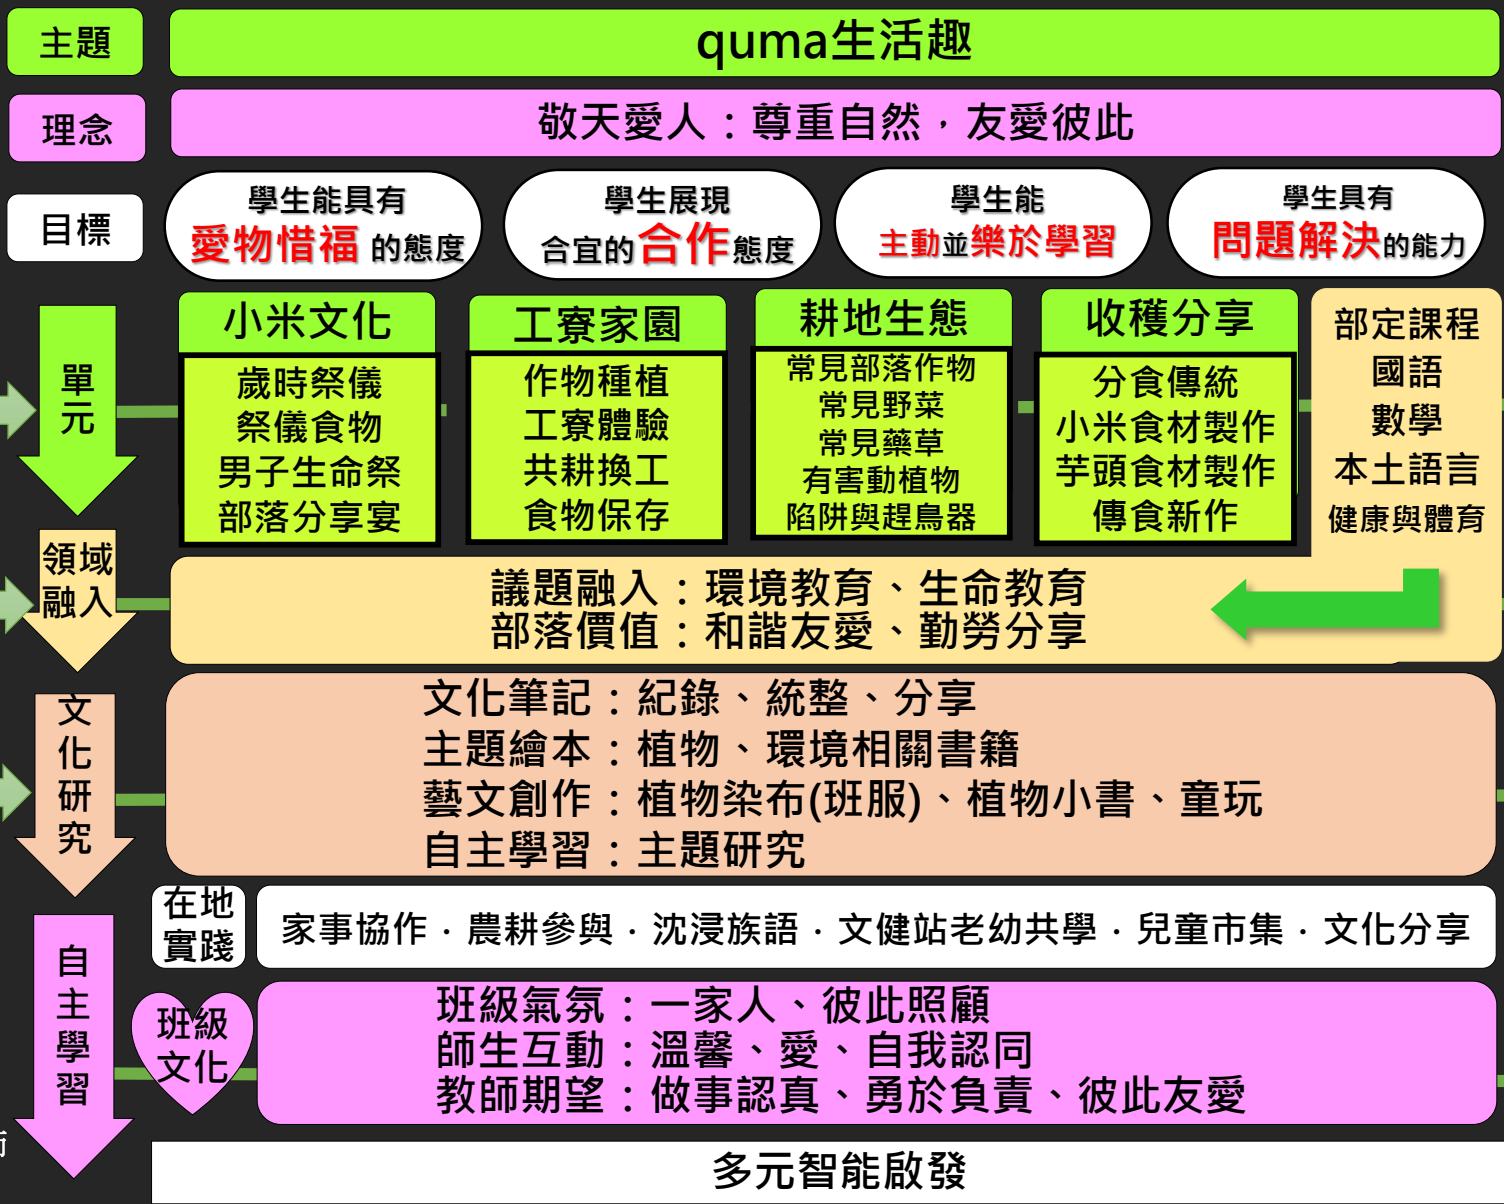 主題
quma生活趣
理念
敬天愛人：尊重自然，友愛彼此
目標
學生能具有
愛物惜福 的態度
學生展現
合宜的合作態度
學生能
主動並樂於學習
學生具有
問題解決的能力
單元
小米文化
歲時祭儀
祭儀食物
男子生命祭
部落分享宴
工寮家園
作物種植
工寮體驗
共耕換工
食物保存
耕地生態
常見部落作物
常見野菜
常見藥草
有害動植物
陷阱與趕鳥器
收穫分享
分食傳統
小米食材製作
芋頭食材製作
傳食新作
部定課程
國語
數學
本土語言
健康與體育
領域
融入
議題融入：環境教育、生命教育
部落價值：和諧友愛、勤勞分享
文化研究
文化筆記：紀錄、統整、分享
主題繪本：植物、環境相關書籍
藝文創作：植物染布(班服)、植物小書、童玩
自主學習：主題研究
自主學習
在地
實踐
家事協作．農耕參與．沈浸族語．文健站老幼共學．兒童市集．文化分享
班級
文化
班級氣氛：一家人、彼此照顧
師生互動：溫馨、愛、自我認同
教師期望：做事認真、勇於負責、彼此友愛
多元智能啟發